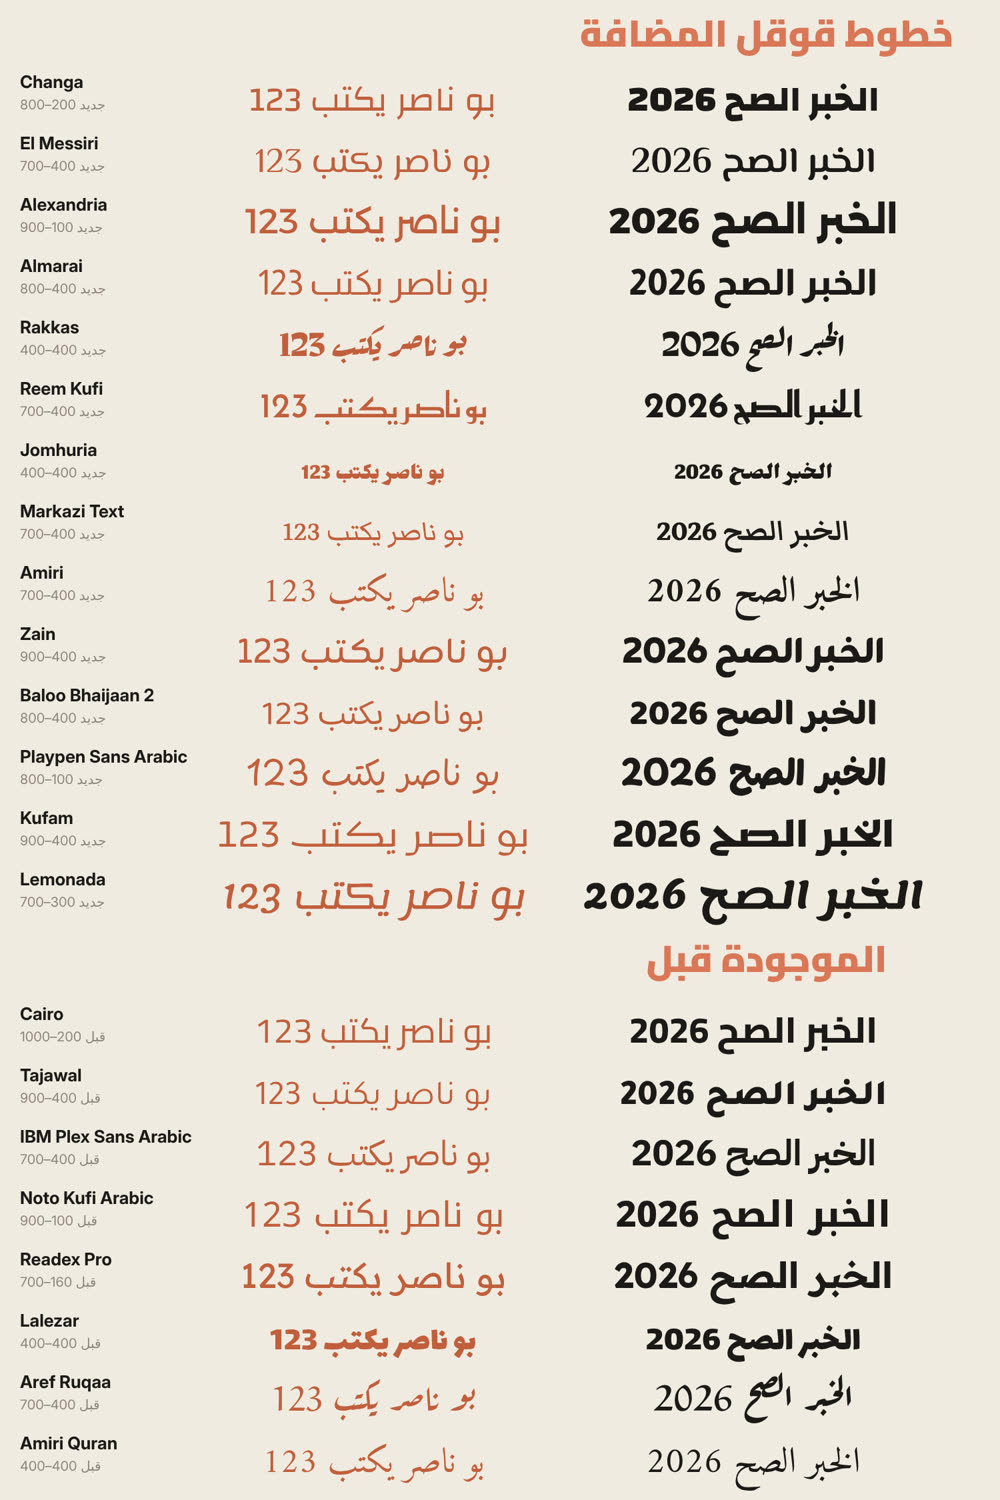 خطوط قوقل المضافة
Changa بو ناصر يكتب 123 الخبر الصح 2026
جديد 200–800
El Messiri بو ناصر يكتب 123 الخبر الصح 2026
جديد 400–700
Alexandria بو ناصر يكتب 123 الخبر الصح 2026
جديد 100–900
Almarai بو ناصر يكتب 123 الخبر الصح 2026
جديد 400–800
Rakkas بو ناصر يكتب 123 الخبر الصح 2026
جديد 400–400
Reem Kufi بو ناصر يكتب 123 الخبر الصح 2026
جديد 400–700
Jomhuria بو ناصر يكتب 123 الخبر الصح 2026
جديد 400–400
Markazi Text بو ناصر يكتب 123 الخبر الصح 2026
جديد 400–700
Amiri بو ناصر يكتب 123 الخبر الصح 2026
جديد 400–700
Zain بو ناصر يكتب 123 الخبر الصح 2026
جديد 400–900
Baloo Bhaijaan 2 بو ناصر يكتب 123 الخبر الصح 2026
جديد 400–800
Playpen Sans Arabic بو ناصر يكتب 123 الخبر الصح 2026
جديد 100–800
Kufam بو ناصر يكتب 123 الخبر الصح 2026
جديد 400–900
Lemonada بو ناصر يكتب 123 الخبر الصح 2026
جديد 300–700
الموجودة قبل
Cairo بو ناصر يكتب 123 الخبر الصح 2026
قبل 200–1000
Tajawal بو ناصر يكتب 123 الخبر الصح 2026
قبل 400–900
IBM Plex Sans Arabic بو ناصر يكتب 123 الخبر الصح 2026
قبل 400–700
Noto Kufi Arabic بو ناصر يكتب 123 الخبر الصح 2026
قبل 100–900
Readex Pro بو ناصر يكتب 123 الخبر الصح 2026
قبل 160–700
Lalezar بو ناصر يكتب 123 الخبر الصح 2026
قبل 400–400
Aref Ruqaa بو ناصر يكتب 123 الخبر الصح 2026
قبل 400–700
Amiri Quran بو ناصر يكتب 123 الخبر الصح 2026
قبل 400–400